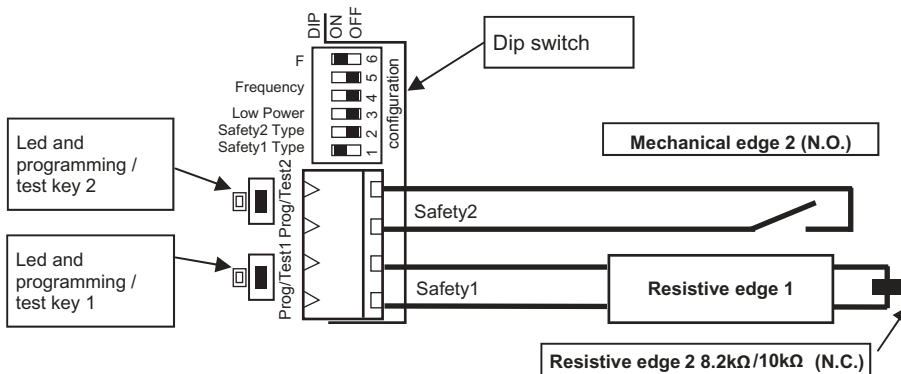 DIP
ON
OFF
F
Frequency
Low Power
Safety2 Type
Safety1 Type
6
5
4
3
2
1
configuration
Dip switch
Led and
programming /
test key 2
Mechanical edge 2 (N.O.)
Prog/Test2
Safety2
Led and
programming /
test key 1
Prog/Test1
Safety1
Resistive edge 1
Resistive edge 2 8.2kΩ/10kΩ (N.C.)